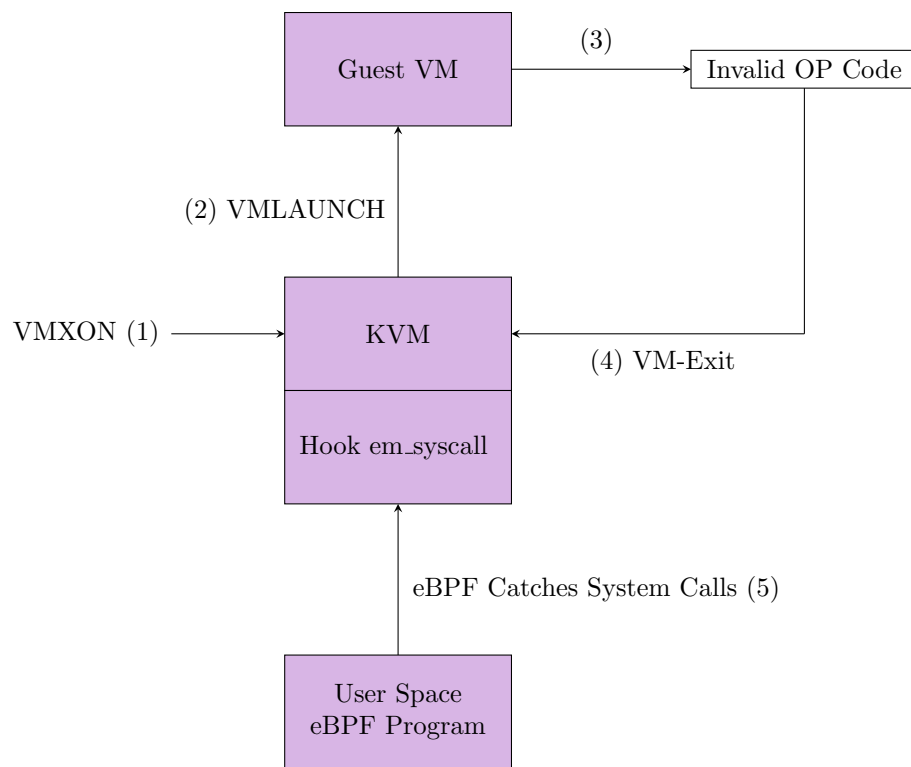 (3)
Guest VM
Invalid OP Code
(2) VMLAUNCH
VMXON (1)
KVM
(4) VM-Exit
Hook em_syscall
eBPF Catches System Calls (5)
User Space
eBPF Program